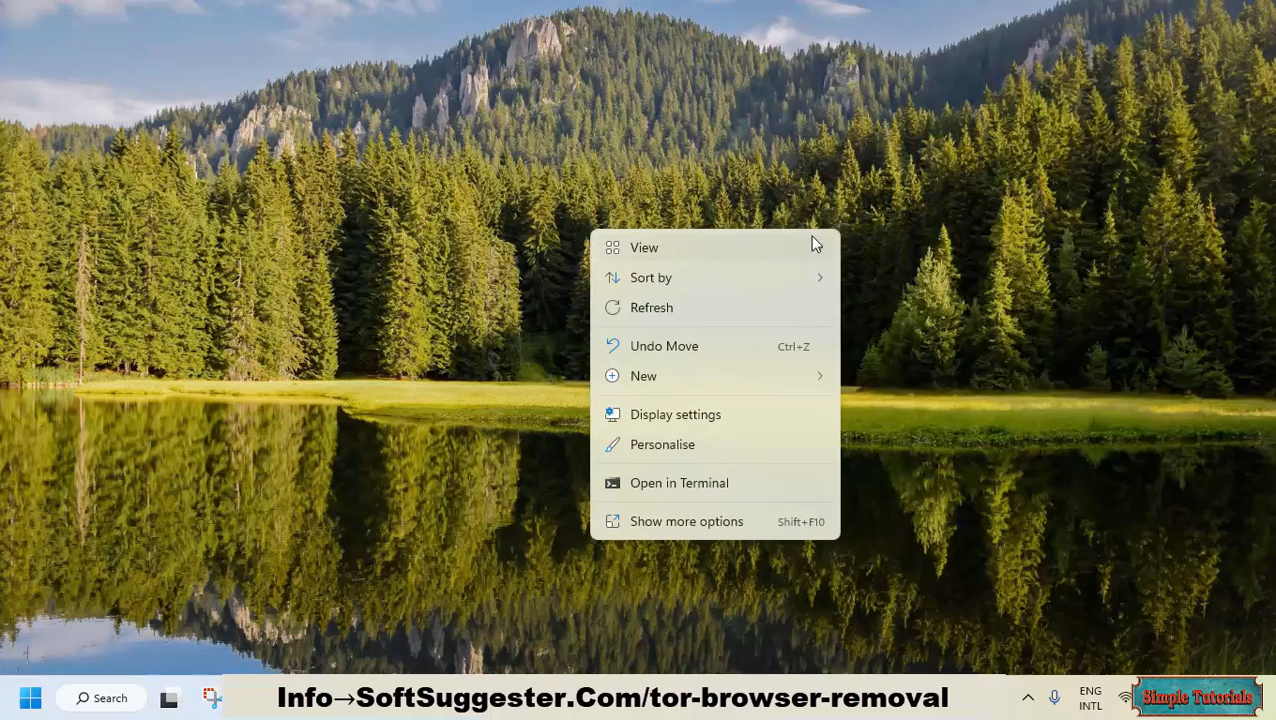 View
Sort by
Refresh
Undo Move Ctrl+Z
New
Display settings
Personalise
Open in Terminal
Show more options Shift+F10
Search
Info→SoftSuggester.Com/tor-browser-removal
ENG
INTL
Simple Tutorials